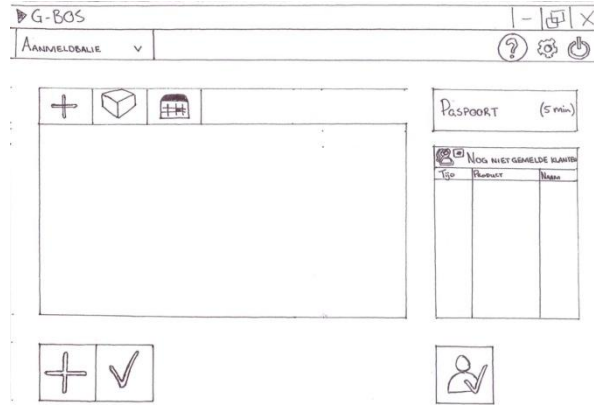 G-BOS
AANMELDBALIE
PASPOORT (5 min)
NOG NIET GEMELDE KLANTEN
TIJD PRODUCT NAAM